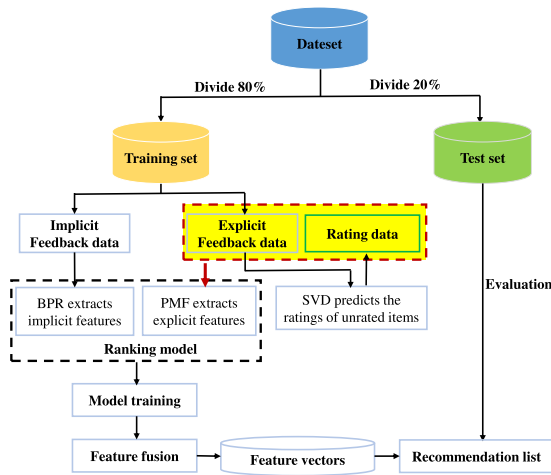 Dateset
Divide 80%
Divide 20%
Training set
Test set
Implicit
Feedback data
Explicit
Feedback data
Rating data
Evaluation
BPR extracts
implicit features
PMF extracts
explicit features
SVD predicts the
ratings of unrated items
Ranking model
Model training
Feature fusion
Feature vectors
Recommendation list